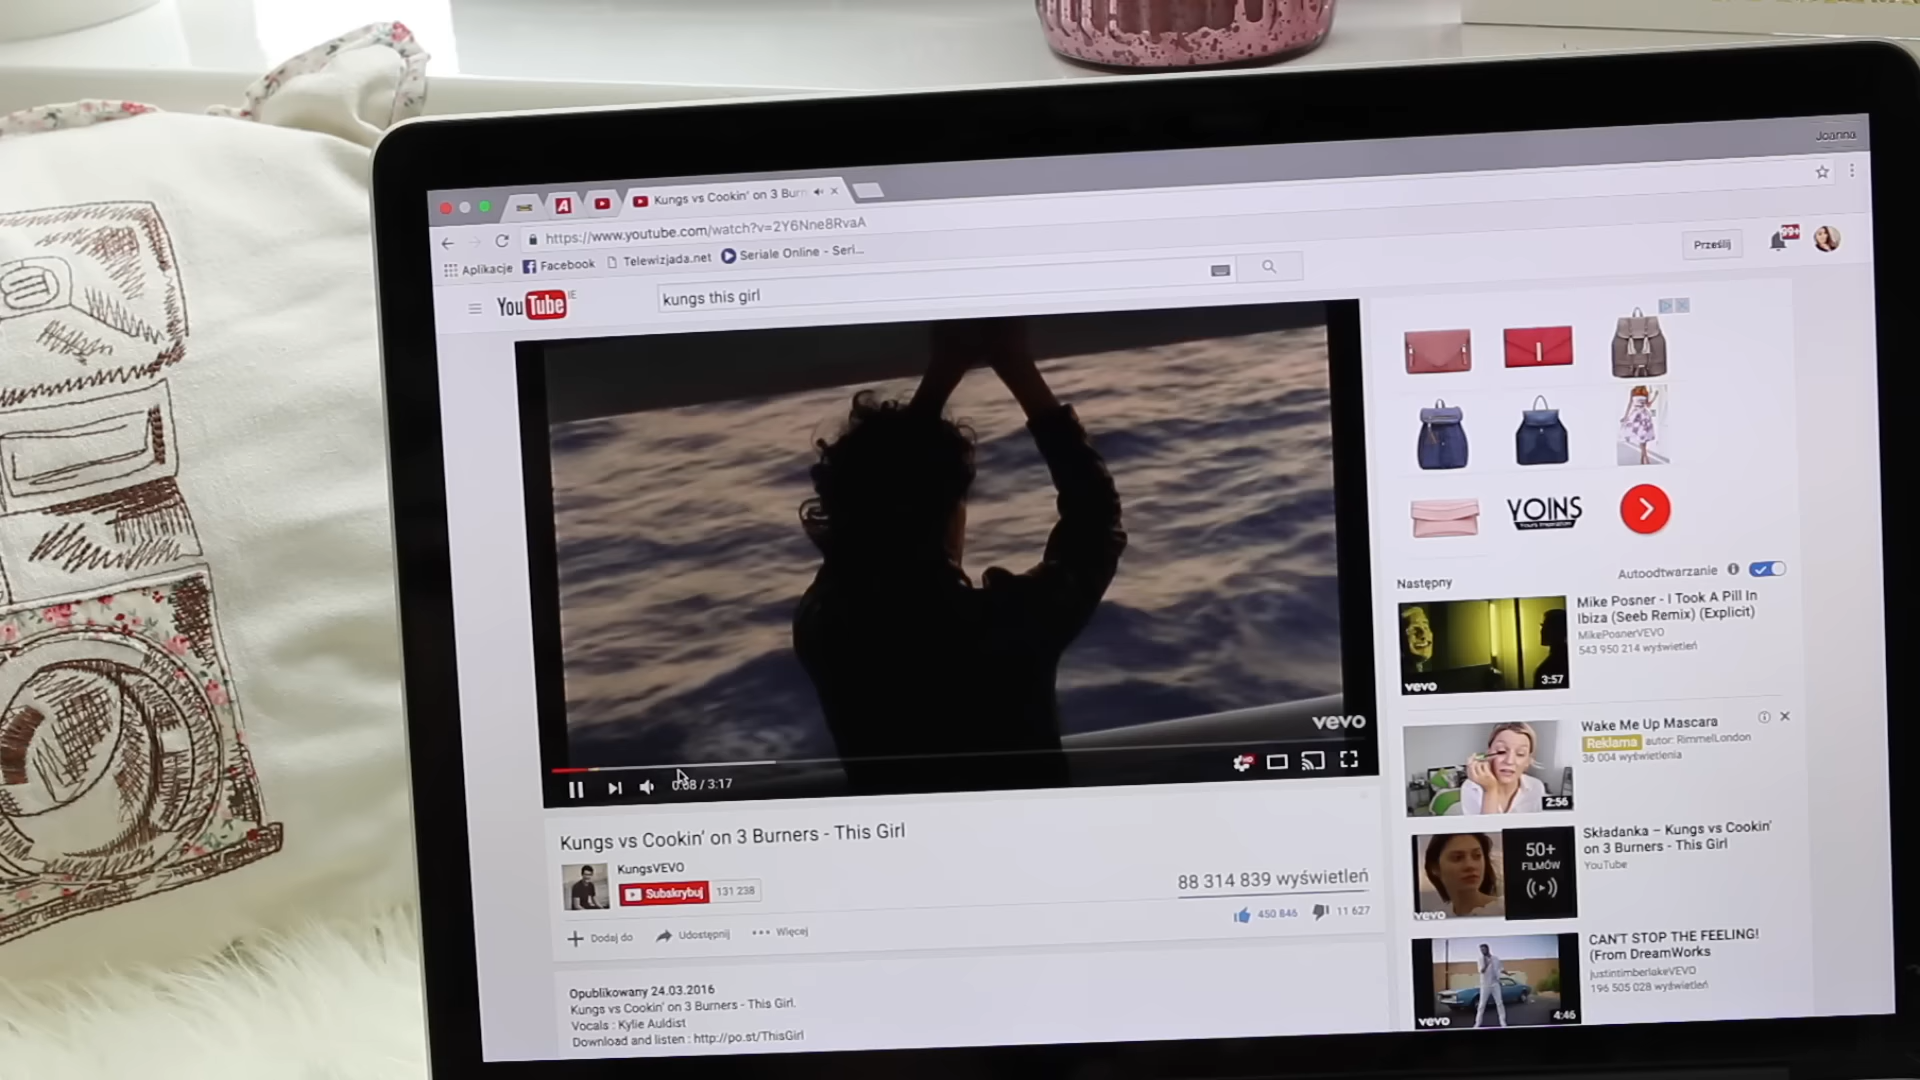 Joanna
Kungs vs Cookin' on 3 Burn
https://www.youtube.com/watch?v=2Y6Nne8RvaA
Aplikacje Facebook Telewizjada.net Seriale Online - Seri...
Prześlij 99+
YouTube IE kungs this girl
YOINS
Autoodtwarzanie
Następny
Mike Posner - I Took A Pill In
Ibiza (Seeb Remix) (Explicit)
MikePosnerVEVO
543 950 214 wyświetleń
vevo 3:57
vevo
0:08 / 3:17
HD
Wake Me Up Mascara
Reklama autor: RimmelLondon
36 004 wyświetlenia
2:56
Kungs vs Cookin' on 3 Burners - This Girl
KungsVEVO
Subskrybuj 131 238
88 314 839 wyświetleń
450 846 11 627
Dodaj do Udostępnij Więcej
Składanka – Kungs vs Cookin'
on 3 Burners - This Girl
YouTube
50+
FILMÓW
vevo
CAN'T STOP THE FEELING!
(From DreamWorks
justintimberlakeVEVO
196 505 028 wyświetleń
vevo 4:46
Opublikowany 24.03.2016
Kungs vs Cookin' on 3 Burners - This Girl.
Vocals : Kylie Auldist
Download and listen : http://po.st/ThisGirl